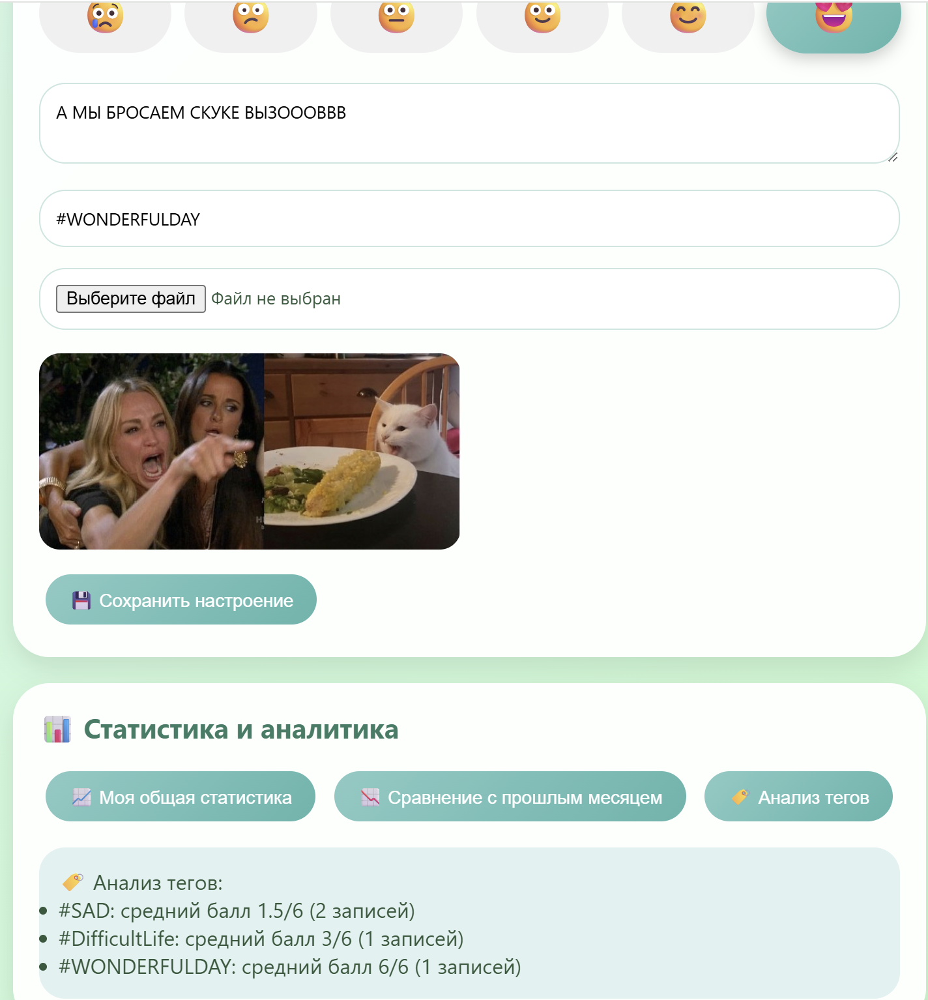 А МЫ БРОСАЕМ СКУКЕ ВЫЗОООВВВ
#WONDERFULDAY
Выберите файл Файл не выбран
Сохранить настроение
Статистика и аналитика
Моя общая статистика Сравнение с прошлым месяцем Анализ тегов
Анализ тегов:
#SAD: средний балл 1.5/6 (2 записей)
#DifficultLife: средний балл 3/6 (1 записей)
#WONDERFULDAY: средний балл 6/6 (1 записей)